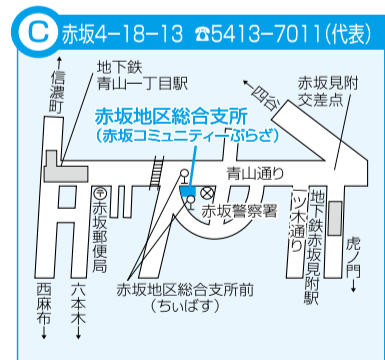 C 赤坂4-18-13 ☎5413-7011(代表)
↑信濃町
地下鉄
青山一丁目駅
↑四谷
赤坂見附
交差点
赤坂地区総合支所
(赤坂コミュニティーぷらざ)
青山通り
〒赤坂郵便局
赤坂警察署
一ツ木通り
地下鉄赤坂見附駅
虎ノ門↓
赤坂地区総合支所前
(ちぃばす)
西麻布↓
六本木↓